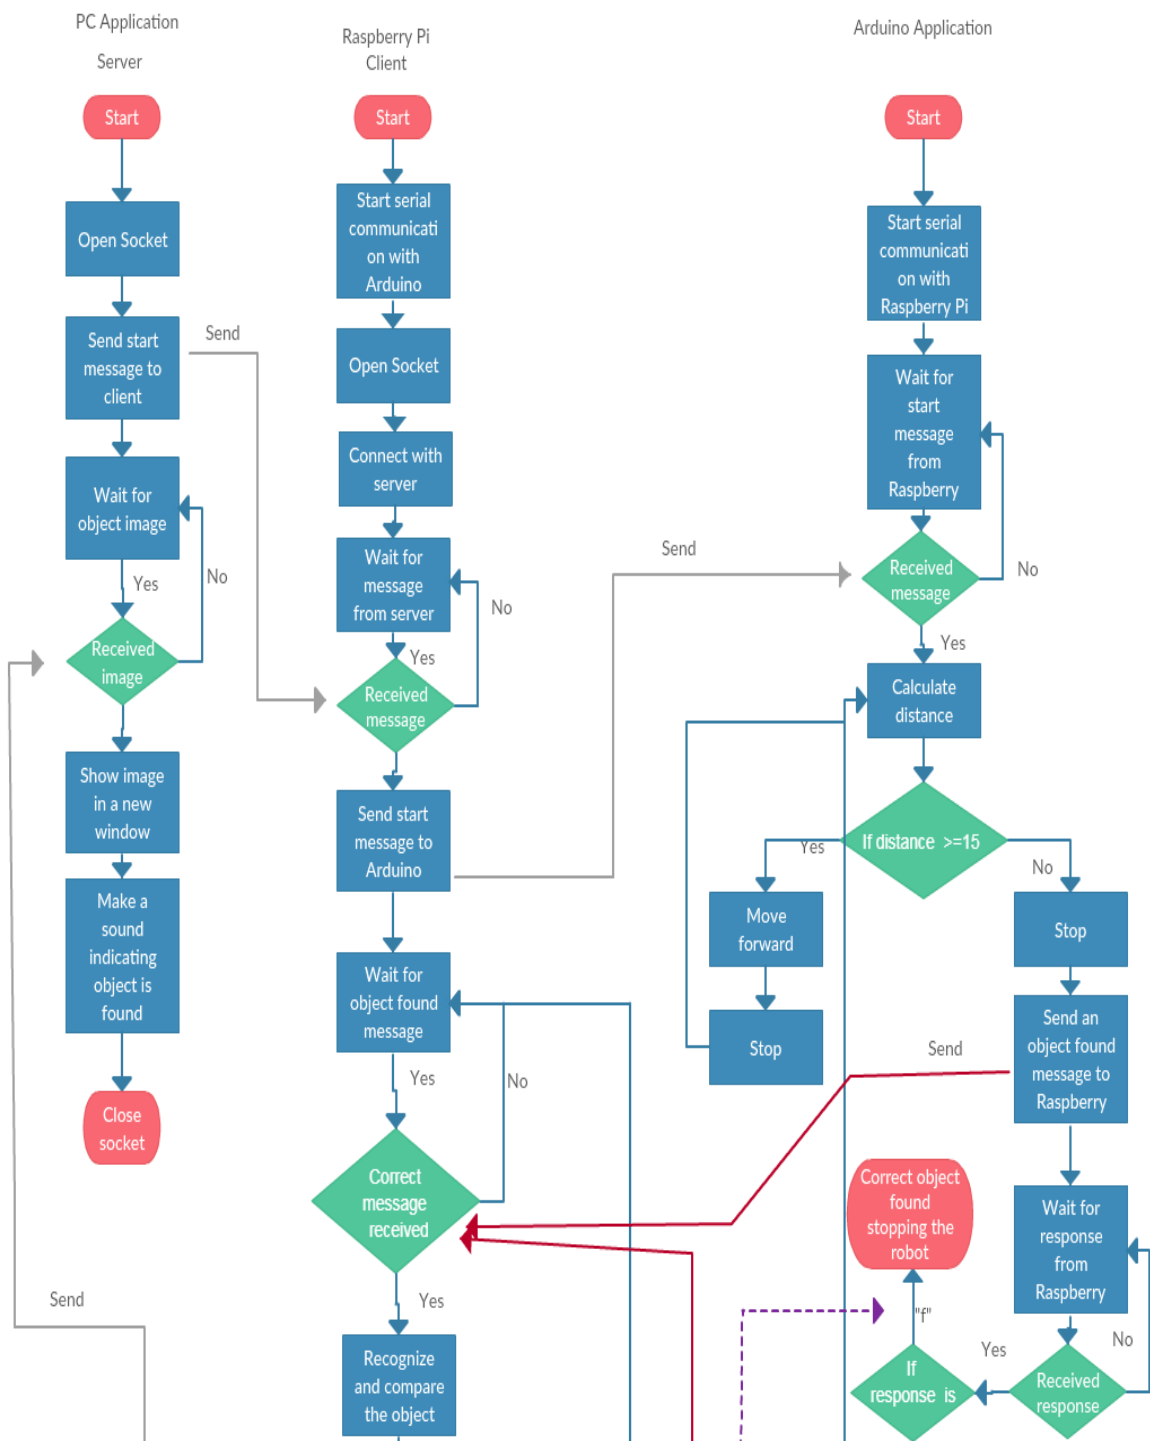 PC Application
Server
Start
Open Socket
Send start
message to
client
Send
Wait for
object image
Yes
No
Received
image
Show image
in a new
window
Make a
sound
indicating
object is
found
Close
socket
Send
Raspberry Pi
Client
Start
Start serial
communicati
on with
Arduino
Open Socket
Connect with
server
Wait for
message
from server
No
Yes
Received
message
Send start
message to
Arduino
Send
Wait for
object found
message
Yes
No
Correct
message
received
Yes
Recognize
and compare
the object
Arduino Application
Start
Start serial
communicati
on with
Raspberry Pi
Wait for
start
message
from
Raspberry
Received
message
No
Yes
Calculate
distance
If distance >=15
Yes
No
Move
forward
Stop
Stop
Send an
object found
message to
Raspberry
Send
Correct object
found
stopping the
robot
Wait for
response
from
Raspberry
"f"
No
Yes
If
response is
Received
response